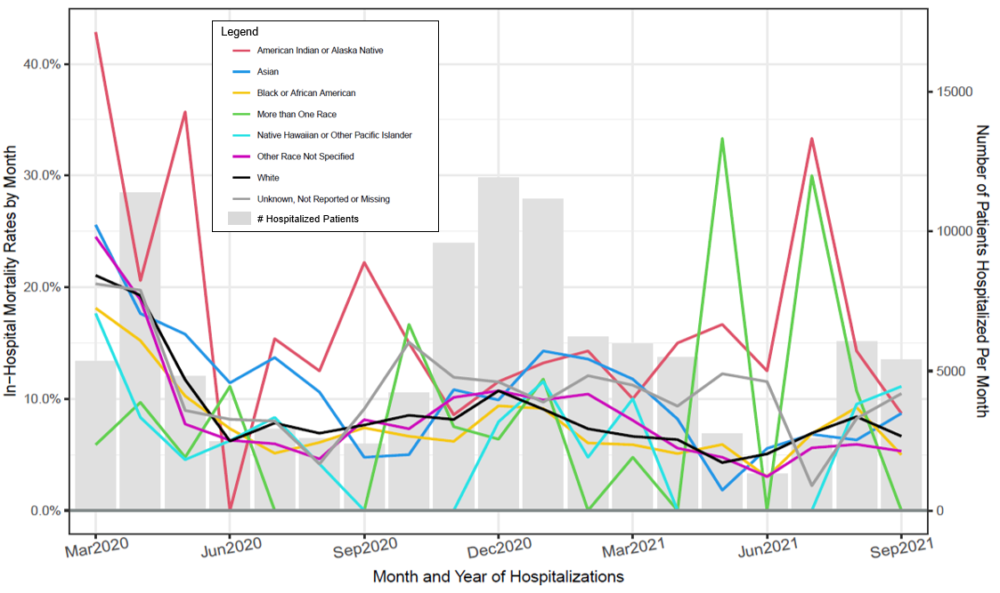 Legend
American Indian or Alaska Native
Asian
Black or African American
More than One Race
Native Hawaiian or Other Pacific Islander
Other Race Not Specified
White
Unknown, Not Reported or Missing
# Hospitalized Patients
In-Hospital Mortality Rates by Month
40.0%
30.0%
20.0%
10.0%
0.0%
15000
10000
5000
0
Number of Patients Hospitalized Per Month
Mar2020 Jun2020 Sep2020 Dec2020 Mar2021 Jun2021 Sep2021
Month and Year of Hospitalizations